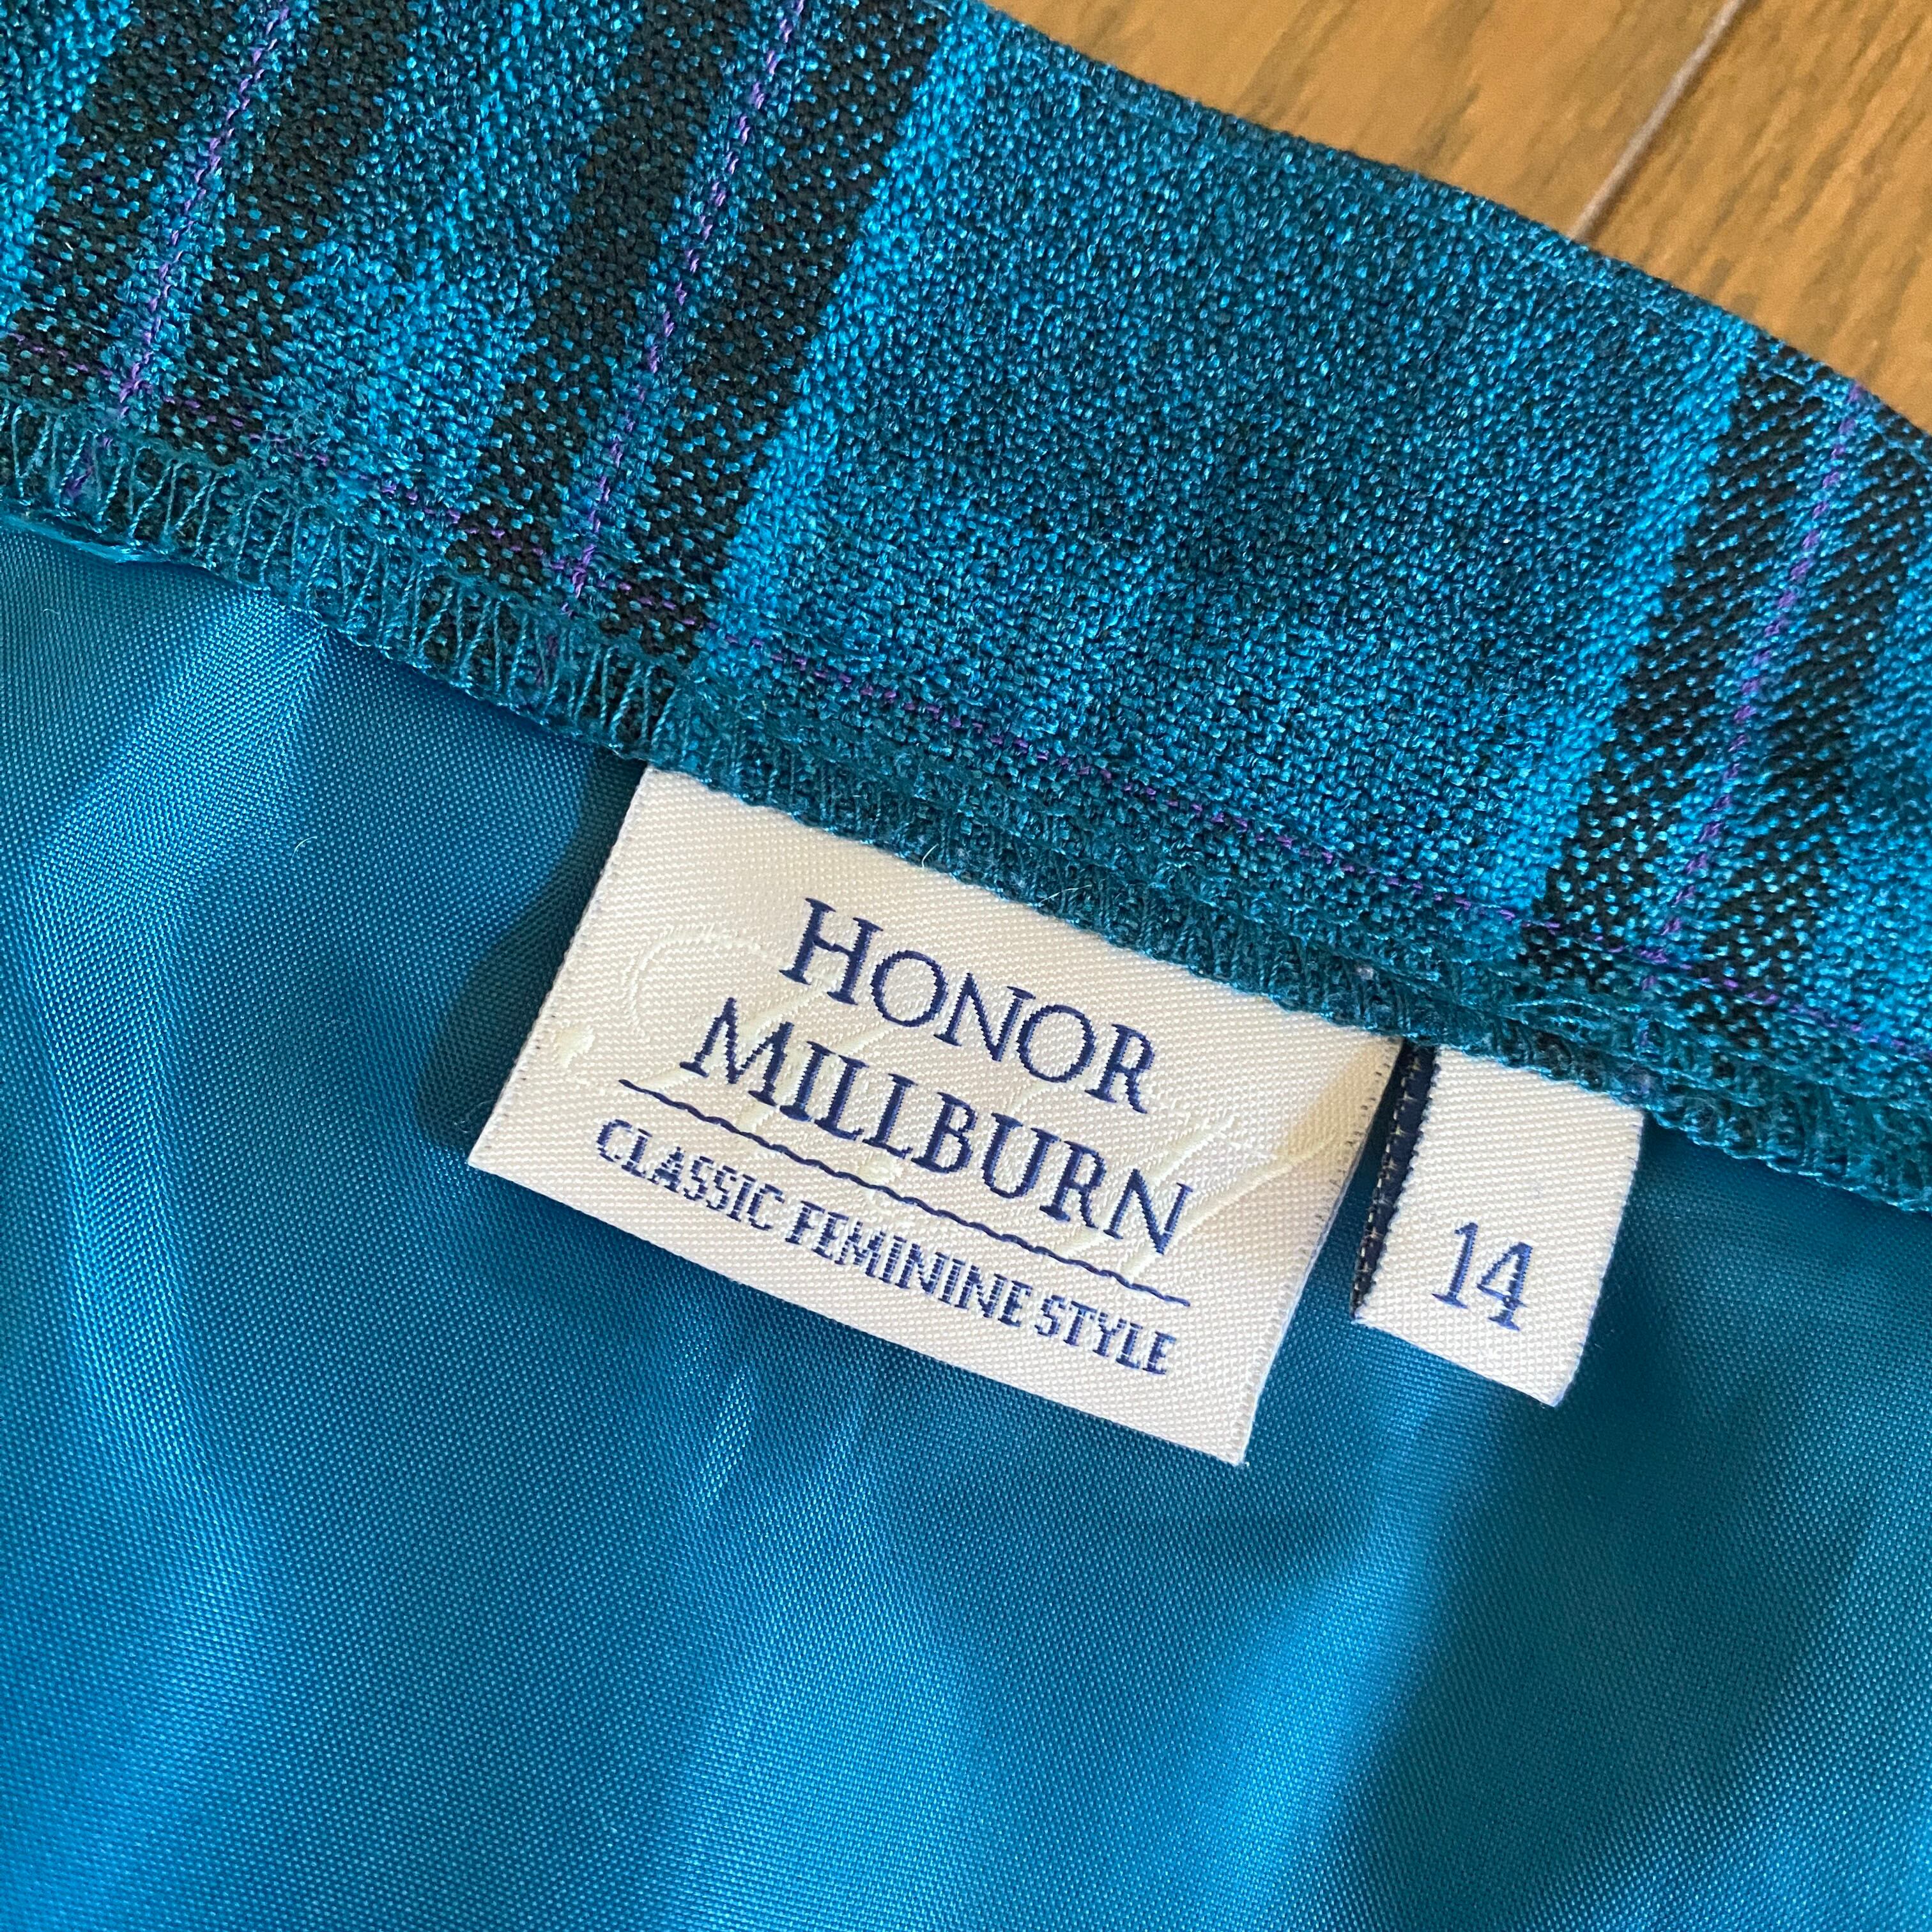 HONOR
MILLBURN
CLASSIC FEMININE STYLE
14